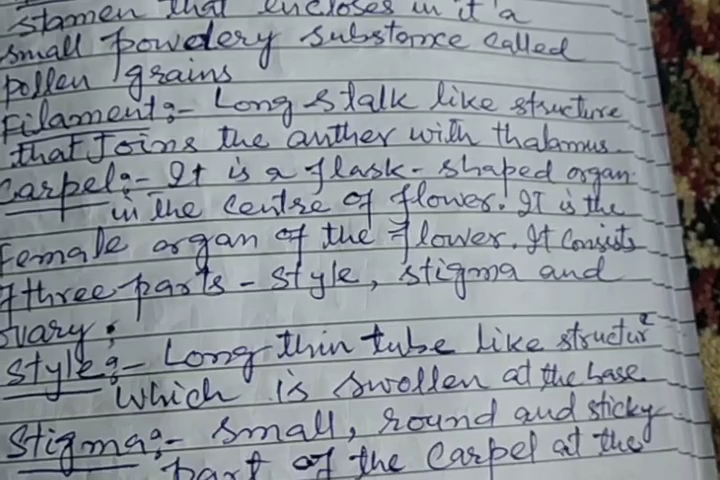 stamen that encloses in it a
small powdery substance called
pollen grains
Filament:- Long stalk like structure
that Joins the anther with thalamus.
Carpel:- It is a flask-shaped organ
in the centre of flower. It is the
Female organ of the flower. It Consists
three parts - style, stigma and
ovary.
Style:- Long thin tube like structure
which is swollen at the base
Stigma:- small, round and sticky
part of the Carpel at the